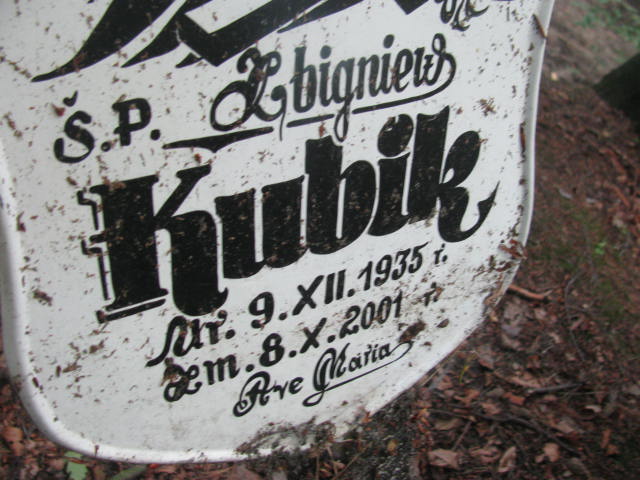 Ś.P. Zbigniew
Kubik
Ur. 9.XII.1935 r.
Zm. 8.X.2001 r.
Ave Maria